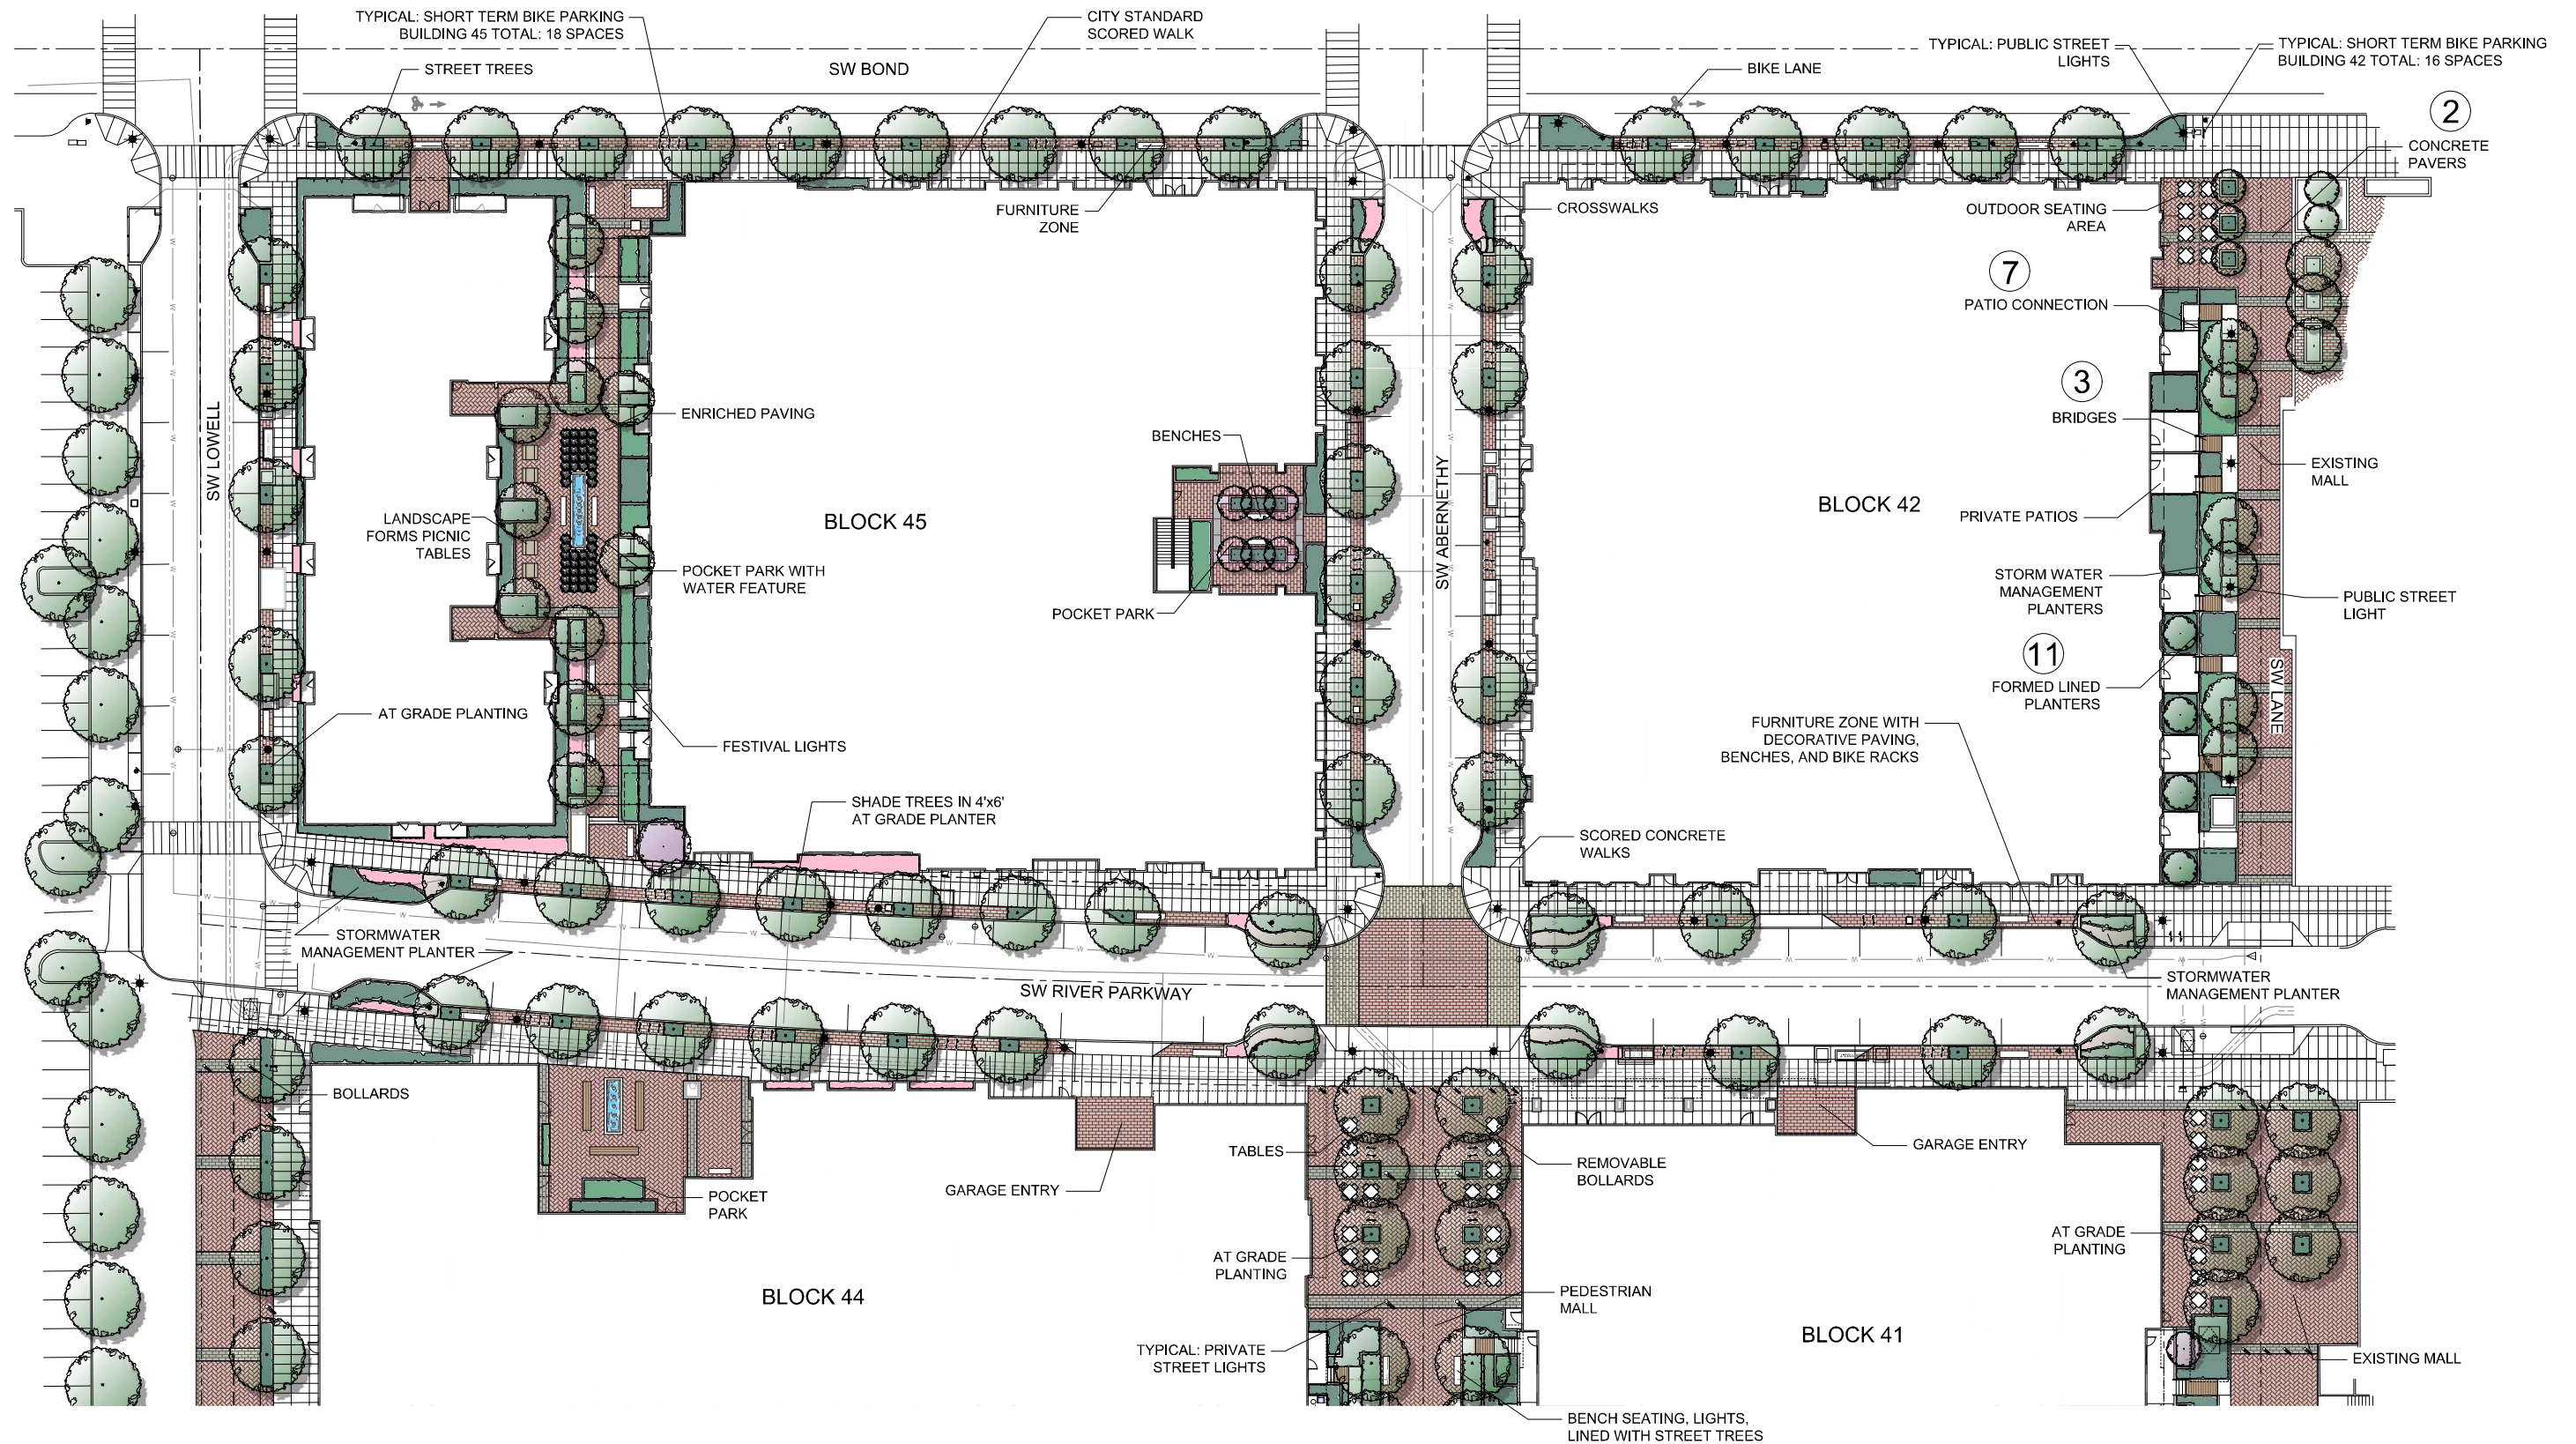 TYPICAL: SHORT TERM BIKE PARKING
BUILDING 45 TOTAL: 18 SPACES
CITY STANDARD
SCORED WALK
STREET TREES
SW BOND
BIKE LANE
TYPICAL: PUBLIC STREET
LIGHTS
TYPICAL: SHORT TERM BIKE PARKING
BUILDING 42 TOTAL: 16 SPACES
2
CONCRETE
PAVERS
FURNITURE
ZONE
CROSSWALKS
OUTDOOR SEATING
AREA
7
PATIO CONNECTION
3
BRIDGES
SW LOWELL
ENRICHED PAVING
BENCHES
SW ABERNETHY
EXISTING
MALL
LANDSCAPE
FORMS PICNIC
TABLES
BLOCK 45
BLOCK 42
PRIVATE PATIOS
POCKET PARK WITH
WATER FEATURE
POCKET PARK
STORM WATER
MANAGEMENT
PLANTERS
PUBLIC STREET
LIGHT
11
FORMED LINED
PLANTERS
SW LANE
AT GRADE PLANTING
FESTIVAL LIGHTS
FURNITURE ZONE WITH
DECORATIVE PAVING,
BENCHES, AND BIKE RACKS
SHADE TREES IN 4'x6'
AT GRADE PLANTER
SCORED CONCRETE
WALKS
STORMWATER
MANAGEMENT PLANTER
SW RIVER PARKWAY
STORMWATER
MANAGEMENT PLANTER
BOLLARDS
TABLES
REMOVABLE
BOLLARDS
GARAGE ENTRY
POCKET
PARK
GARAGE ENTRY
AT GRADE
PLANTING
AT GRADE
PLANTING
BLOCK 44
PEDESTRIAN
MALL
BLOCK 41
TYPICAL: PRIVATE
STREET LIGHTS
EXISTING MALL
BENCH SEATING, LIGHTS,
LINED WITH STREET TREES